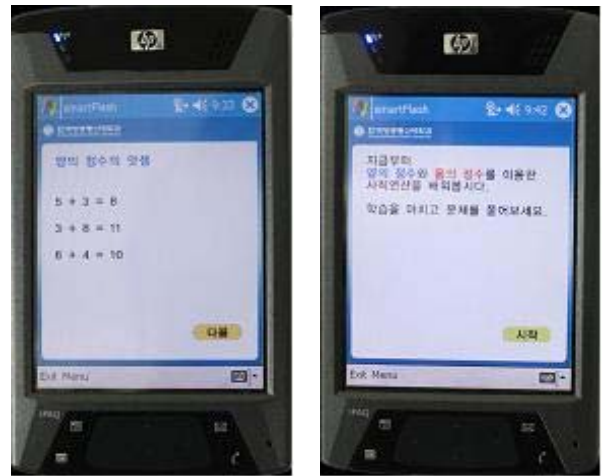 hp
smartFlash 9:33
양의 정수의 덧셈
5 + 3 = 8
3 + 8 = 11
6 + 4 = 10
다음
Exit Menu
iPAQ
hp
smartFlash 9:42
지금부터
양의 정수와 음의 정수를 이용한
사칙연산을 배워봅시다.
학습을 마치고 문제를 풀어보세요.
시작
Exit Menu
iPAQ